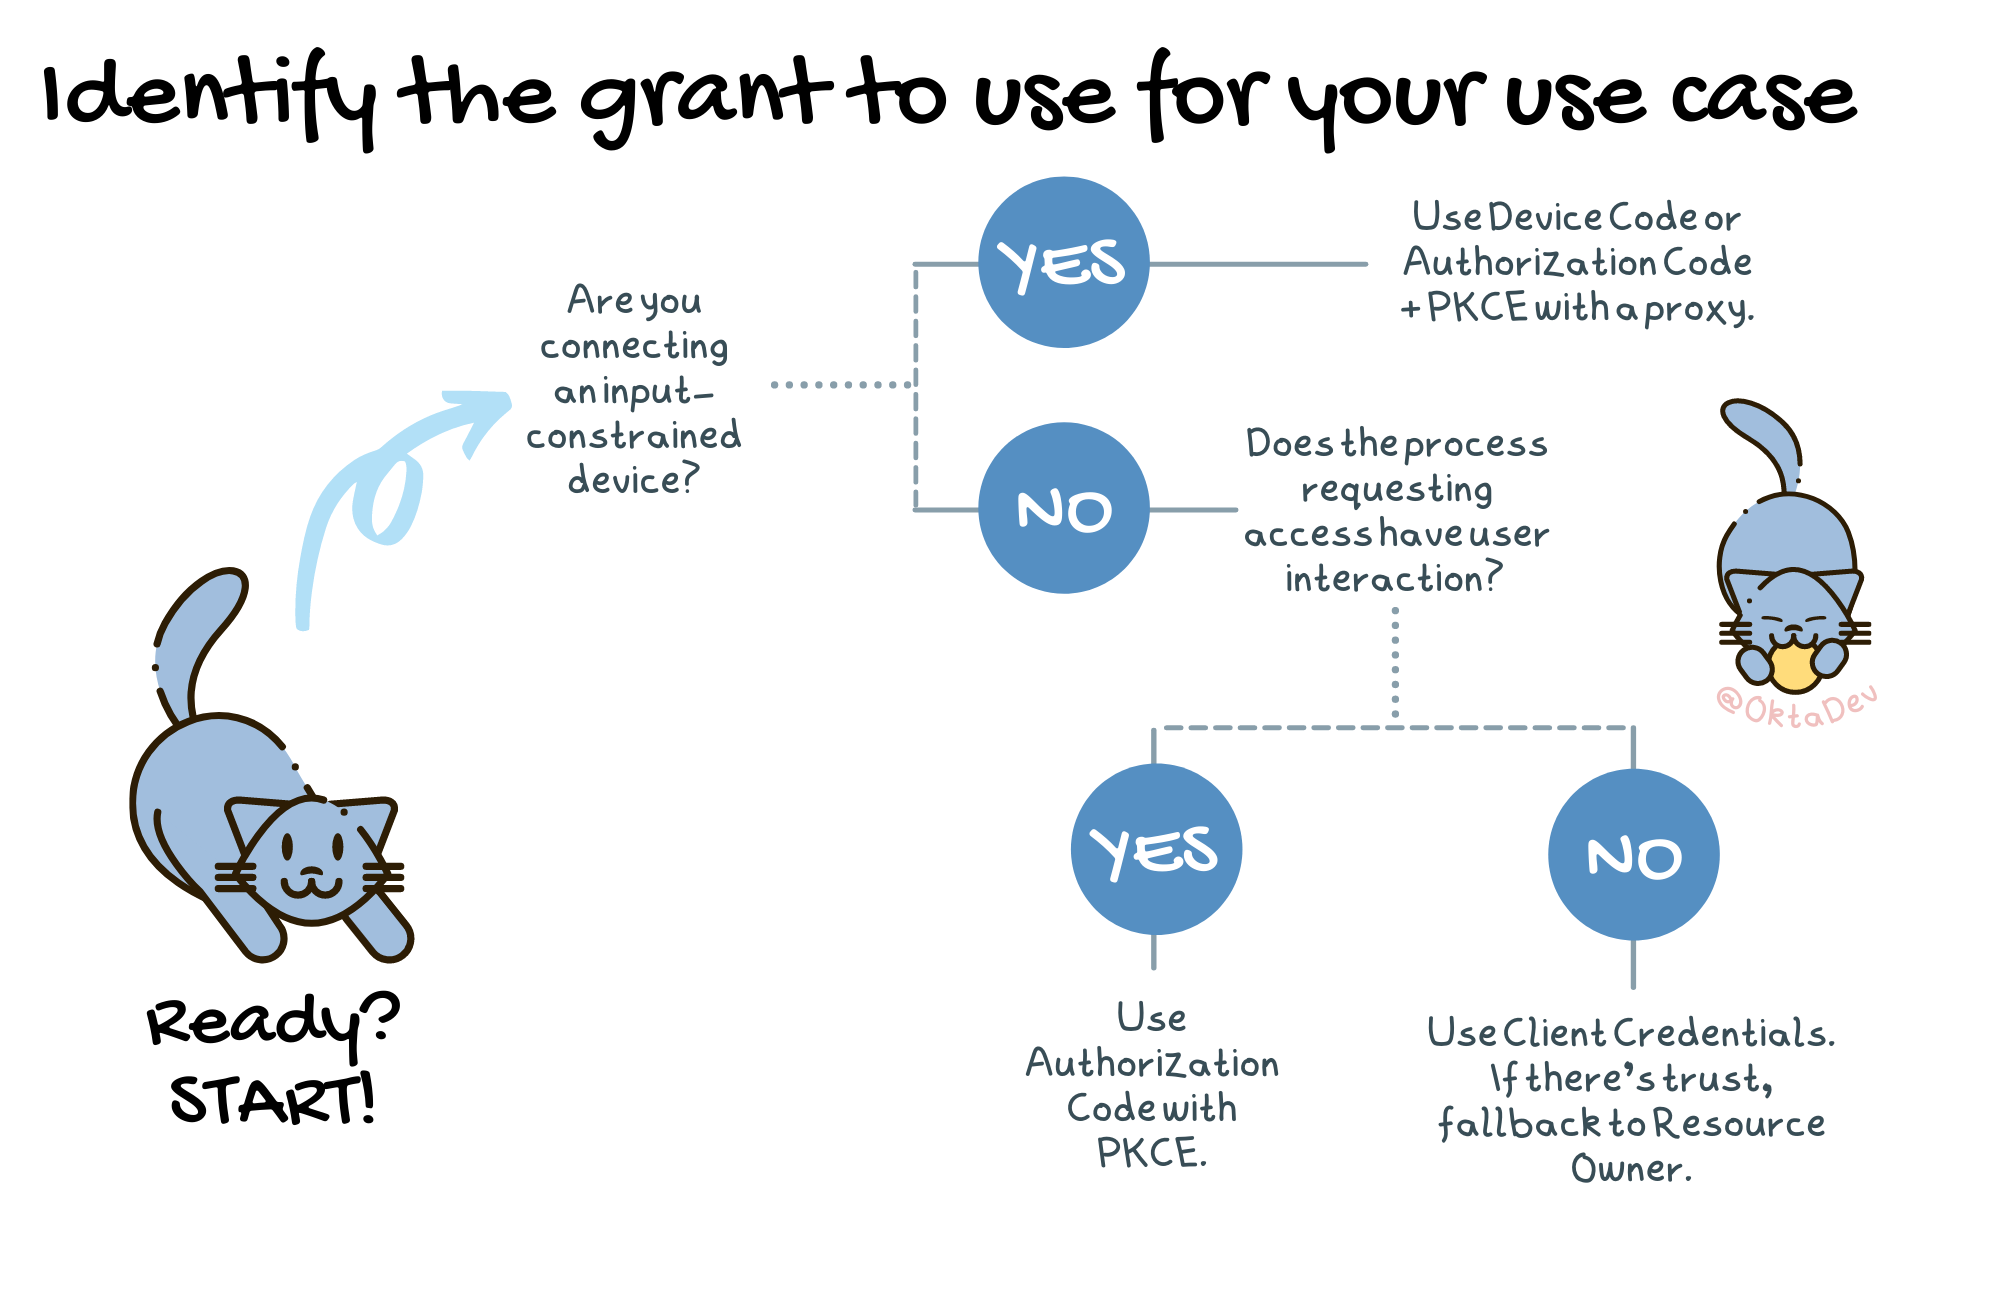 Identify the grant to use for your use case
Are you
connecting
an input-
constrained
device?
YES
Use Device Code or
Authorization Code
+ PKCE with a proxy.
NO
Does the process
requesting
access have user
interaction?
YES
Use
Authorization
Code with
PKCE.
NO
Use Client Credentials.
If there's trust,
fallback to Resource
Owner.
@OktaDev
Ready?
START!